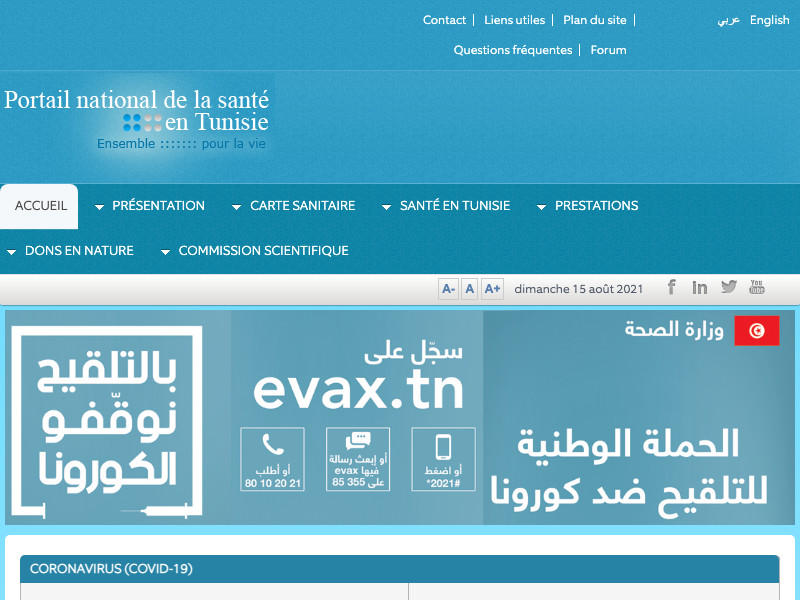 Contact
Liens utiles
Plan du site
عربي
English
Questions fréquentes
Forum
Portail national de la santé
en Tunisie
Ensemble ::::::: pour la vie
ACCUEIL
PRÉSENTATION
CARTE SANITAIRE
SANTÉ EN TUNISIE
PRESTATIONS
DONS EN NATURE
COMMISSION SCIENTIFIQUE
A-
A
A+
dimanche 15 août 2021
f
in
You
Tube
وزارة الصحة
بالتلقيح
نوقّفو
الكورونا
سجّل على
evax.tn
أو أطلب
80 10 20 21
أو إبعث رسالة
فيها evax
على 85 355
أو اضغط
*2021#
الحملة الوطنية
للتلقيح ضد كورونا
CORONAVIRUS (COVID-19)